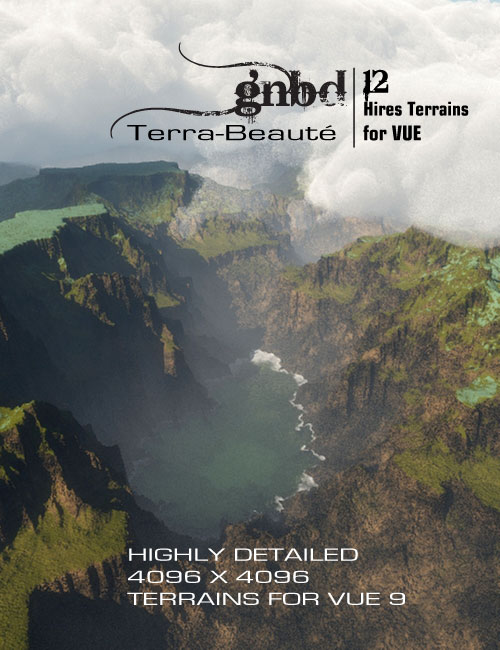 gnbd
Terra-Beauté
12
Hires Terrains
for VUE
HIGHLY DETAILED
4096 X 4096
TERRAINS FOR VUE 9